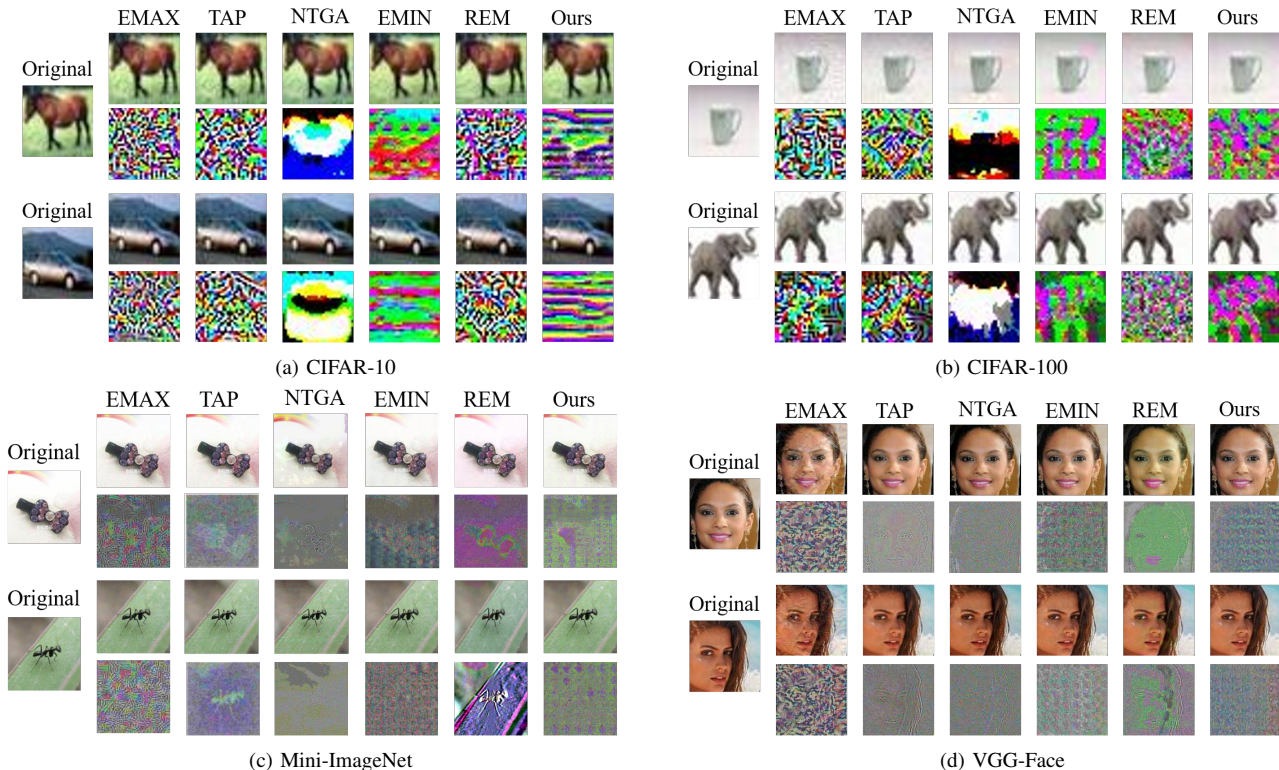 EMAX TAP NTGA EMIN REM Ours
Original
Original
(a) CIFAR-10
EMAX TAP NTGA EMIN REM Ours
Original
Original
(b) CIFAR-100
EMAX TAP NTGA EMIN REM Ours
Original
Original
(c) Mini-ImageNet
EMAX TAP NTGA EMIN REM Ours
Original
Original
(d) VGG-Face